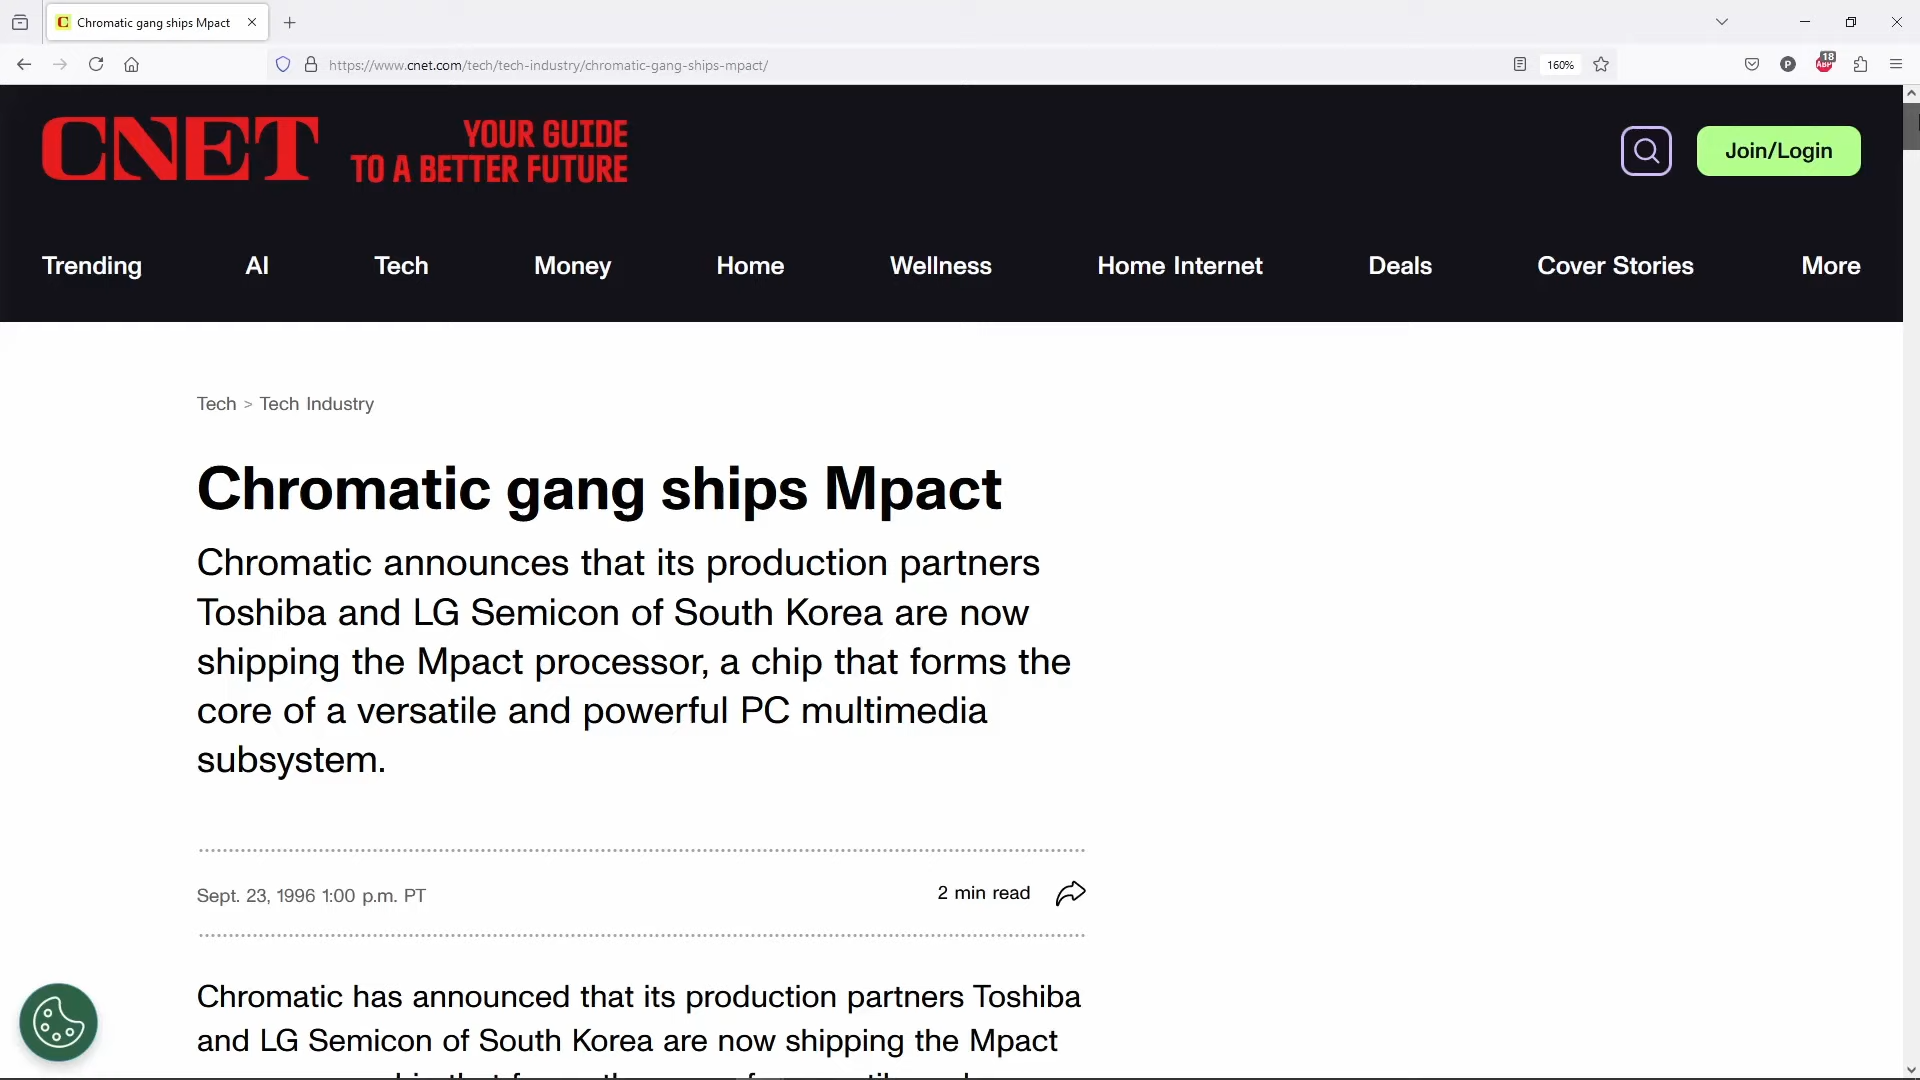 C Chromatic gang ships Mpact
https://www.cnet.com/tech/tech-industry/chromatic-gang-ships-mpact/
160%
P
ABP 18
CNET
YOUR GUIDE
TO A BETTER FUTURE
Join/Login
Trending AI Tech Money Home Wellness Home Internet Deals Cover Stories More
Tech > Tech Industry
Chromatic gang ships Mpact
Chromatic announces that its production partners
Toshiba and LG Semicon of South Korea are now
shipping the Mpact processor, a chip that forms the
core of a versatile and powerful PC multimedia
subsystem.
Sept. 23, 1996 1:00 p.m. PT
2 min read
Chromatic has announced that its production partners Toshiba
and LG Semicon of South Korea are now shipping the Mpact